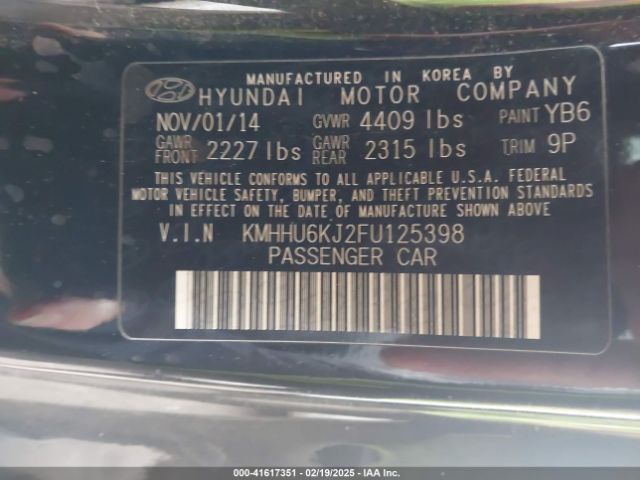 MANUFACTURED IN KOREA BY
HYUNDAI MOTOR COMPANY
NOV/01/14 GVWR 4409 lbs PAINT YB6
GAWR FRONT 2227 lbs GAWR REAR 2315 lbs TRIM 9P
THIS VEHICLE CONFORMS TO ALL APPLICABLE U.S.A. FEDERAL
MOTOR VEHICLE SAFETY, BUMPER, AND THEFT PREVENTION STANDARDS
IN EFFECT ON THE DATE OF MANUFACTURE SHOWN ABOVE.
V.I.N KMHHU6KJ2FU125398
PASSENGER CAR
000-41617351 | 02/19/2025 - IAA Inc.